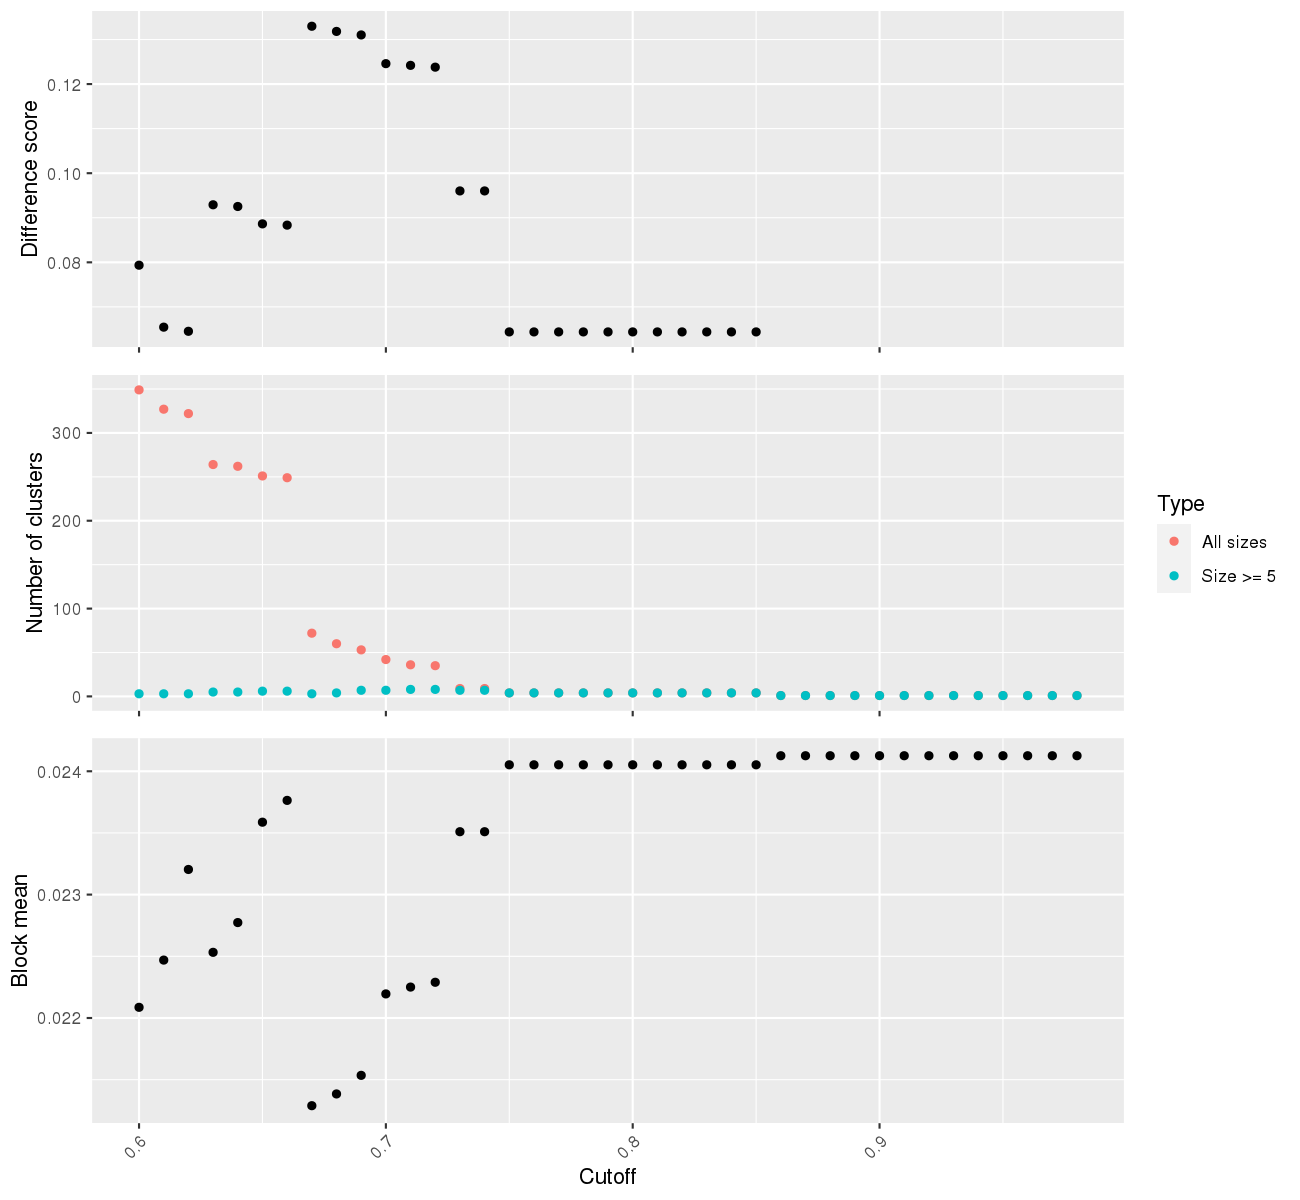 Difference score
0.12
0.10
0.08
Number of clusters
300
200
100
0
Type
All sizes
Size >= 5
Block mean
0.024
0.023
0.022
0.6
0.7
0.8
0.9
Cutoff